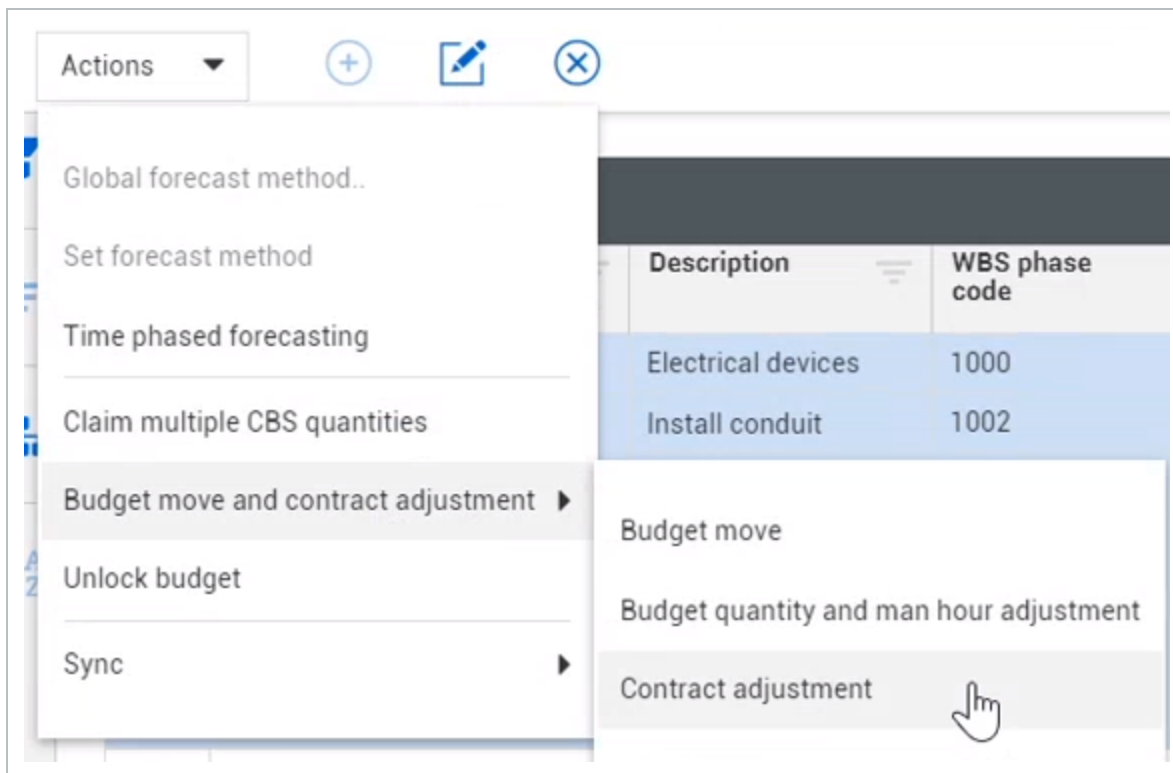 Actions
Global forecast method..
Set forecast method
Time phased forecasting
Claim multiple CBS quantities
Budget move and contract adjustment
Unlock budget
Sync
Description
WBS phase
code
Electrical devices
1000
Install conduit
1002
Budget move
Budget quantity and man hour adjustment
Contract adjustment
A
Z